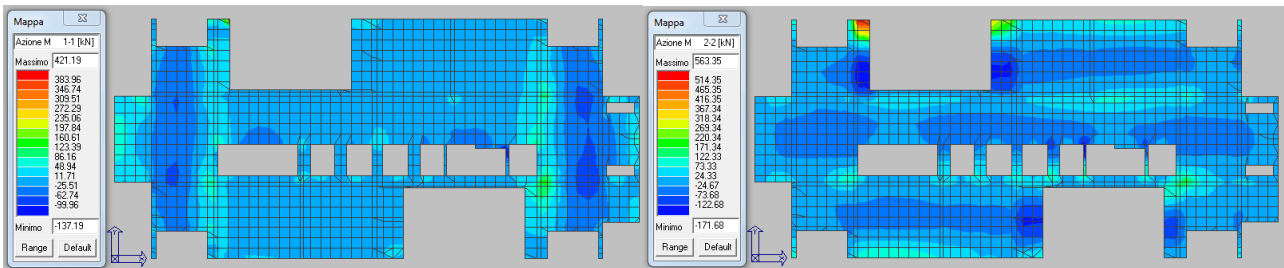 Mappa
Azione M 1-1 [kN]
Massimo 421.19
383.96
346.74
309.51
272.29
235.06
197.84
160.61
123.39
86.16
48.94
11.71
-25.51
-62.74
-99.96
Minimo -137.19
Range Default
Y
X
Mappa
Azione M 2-2 [kN]
Massimo 563.35
514.35
465.35
416.35
367.34
318.34
269.34
220.34
171.34
122.33
73.33
24.33
-24.67
-73.68
-122.68
Minimo -171.68
Range Default
Y
X